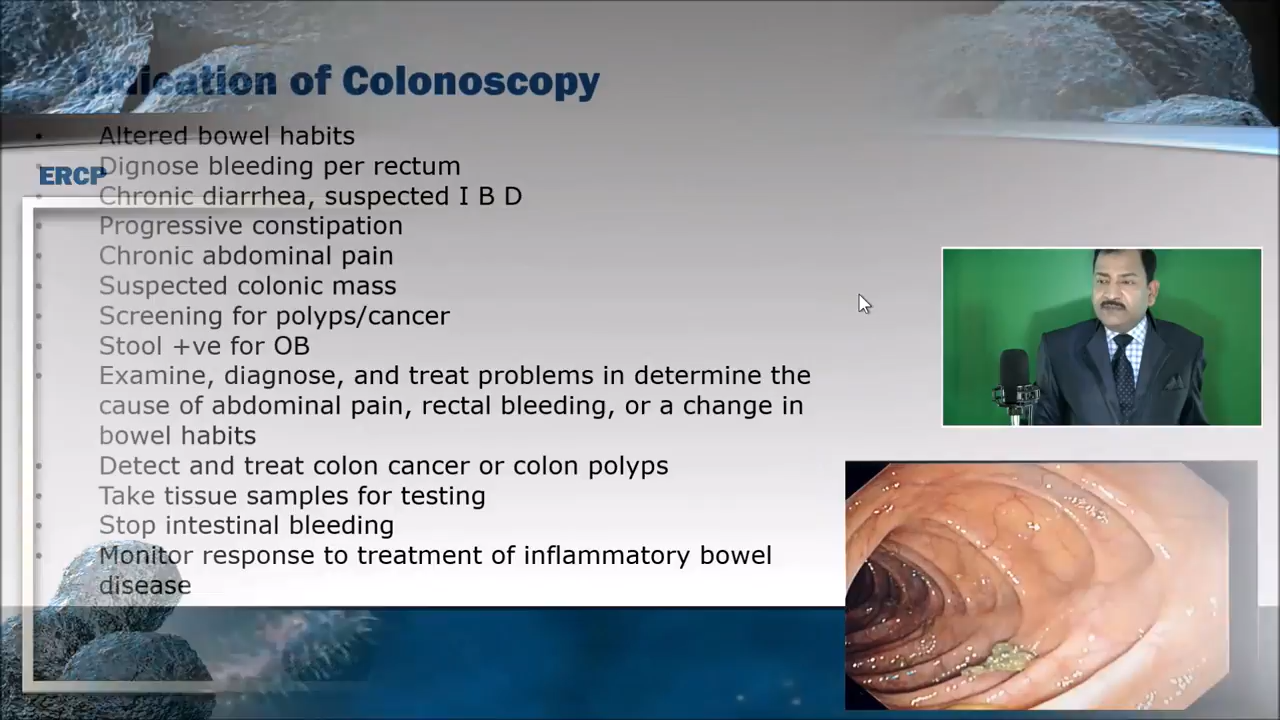 Indication of Colonoscopy
Altered bowel habits
Dignose bleeding per rectum
ERCP
Chronic diarrhea, suspected I B D
Progressive constipation
Chronic abdominal pain
Suspected colonic mass
Screening for polyps/cancer
Stool +ve for OB
Examine, diagnose, and treat problems in determine the
cause of abdominal pain, rectal bleeding, or a change in
bowel habits
Detect and treat colon cancer or colon polyps
Take tissue samples for testing
Stop intestinal bleeding
Monitor response to treatment of inflammatory bowel
disease